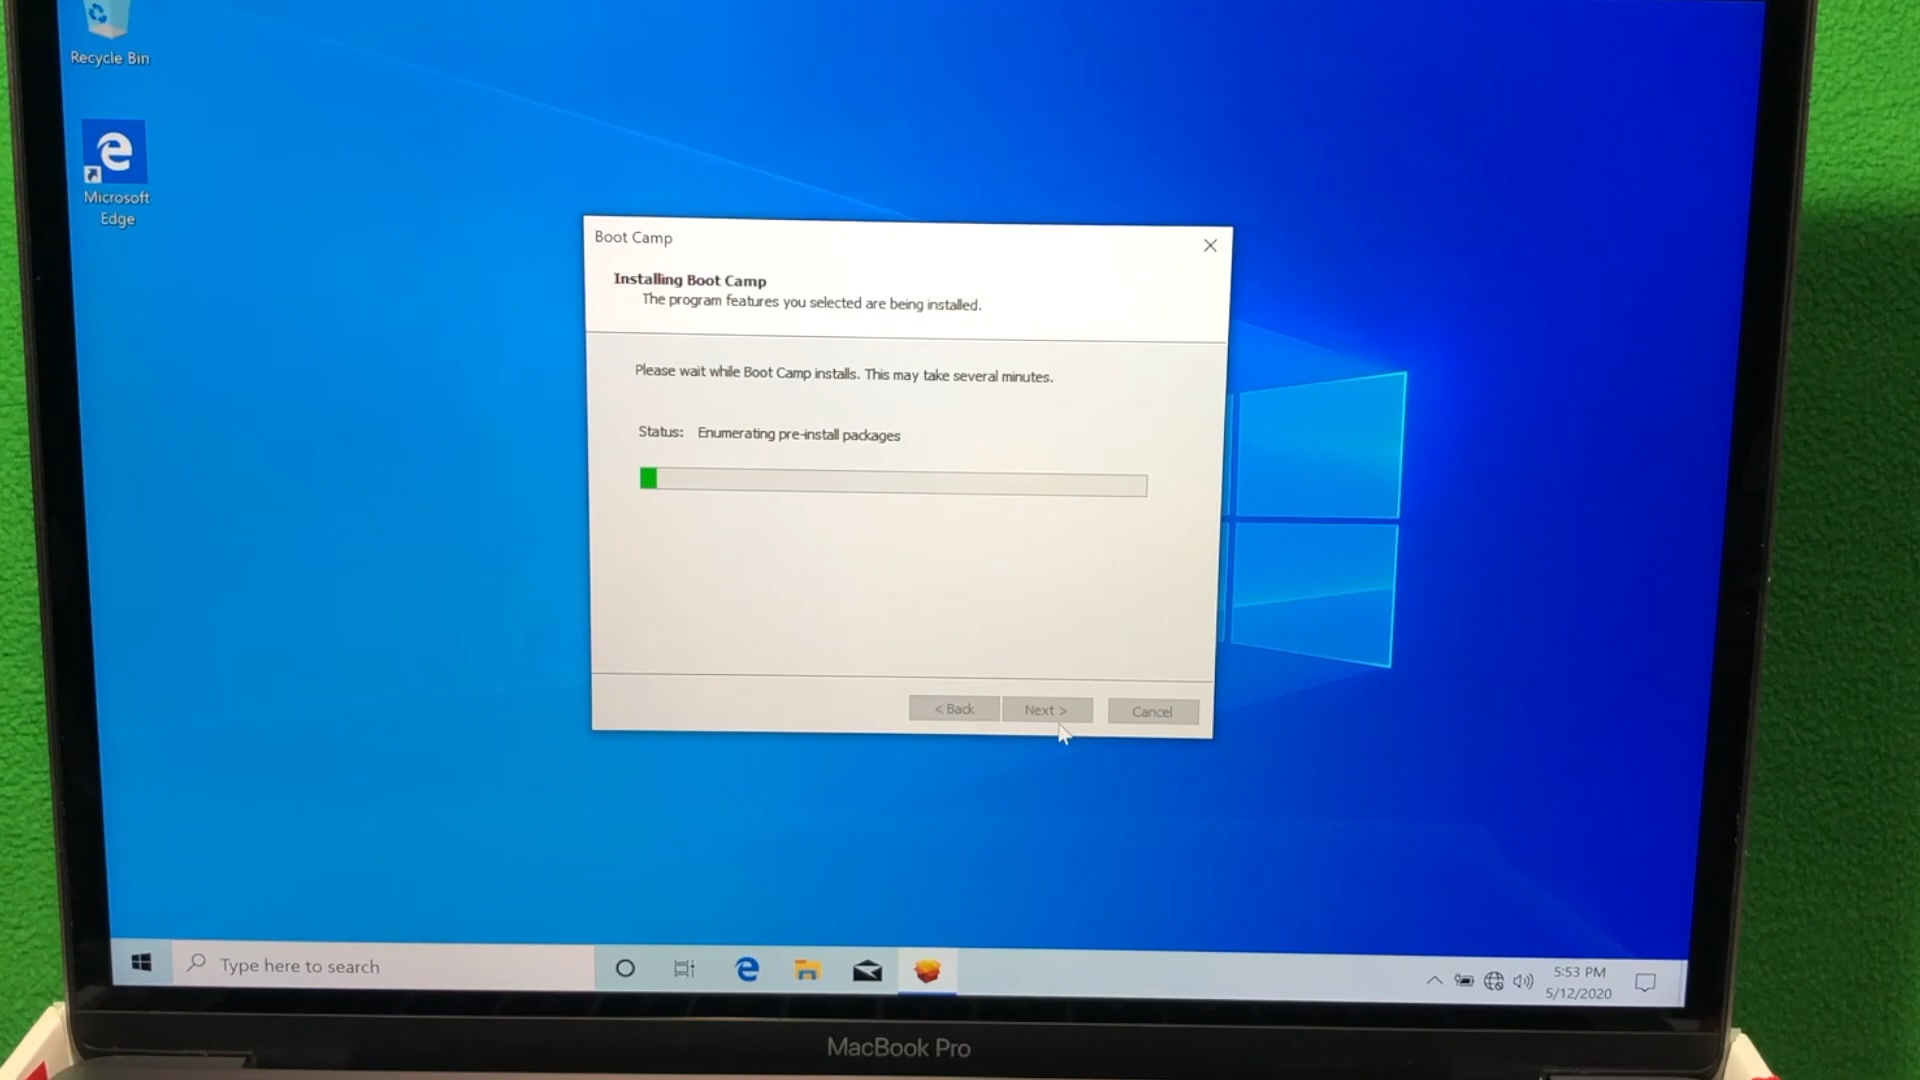 Recycle Bin
Microsoft
Edge
Boot Camp
Installing Boot Camp
The program features you selected are being installed.
Please wait while Boot Camp installs. This may take several minutes.
Status: Enumerating pre-install packages
< Back Next > Cancel
Type here to search
5:53 PM
5/12/2020
MacBook Pro